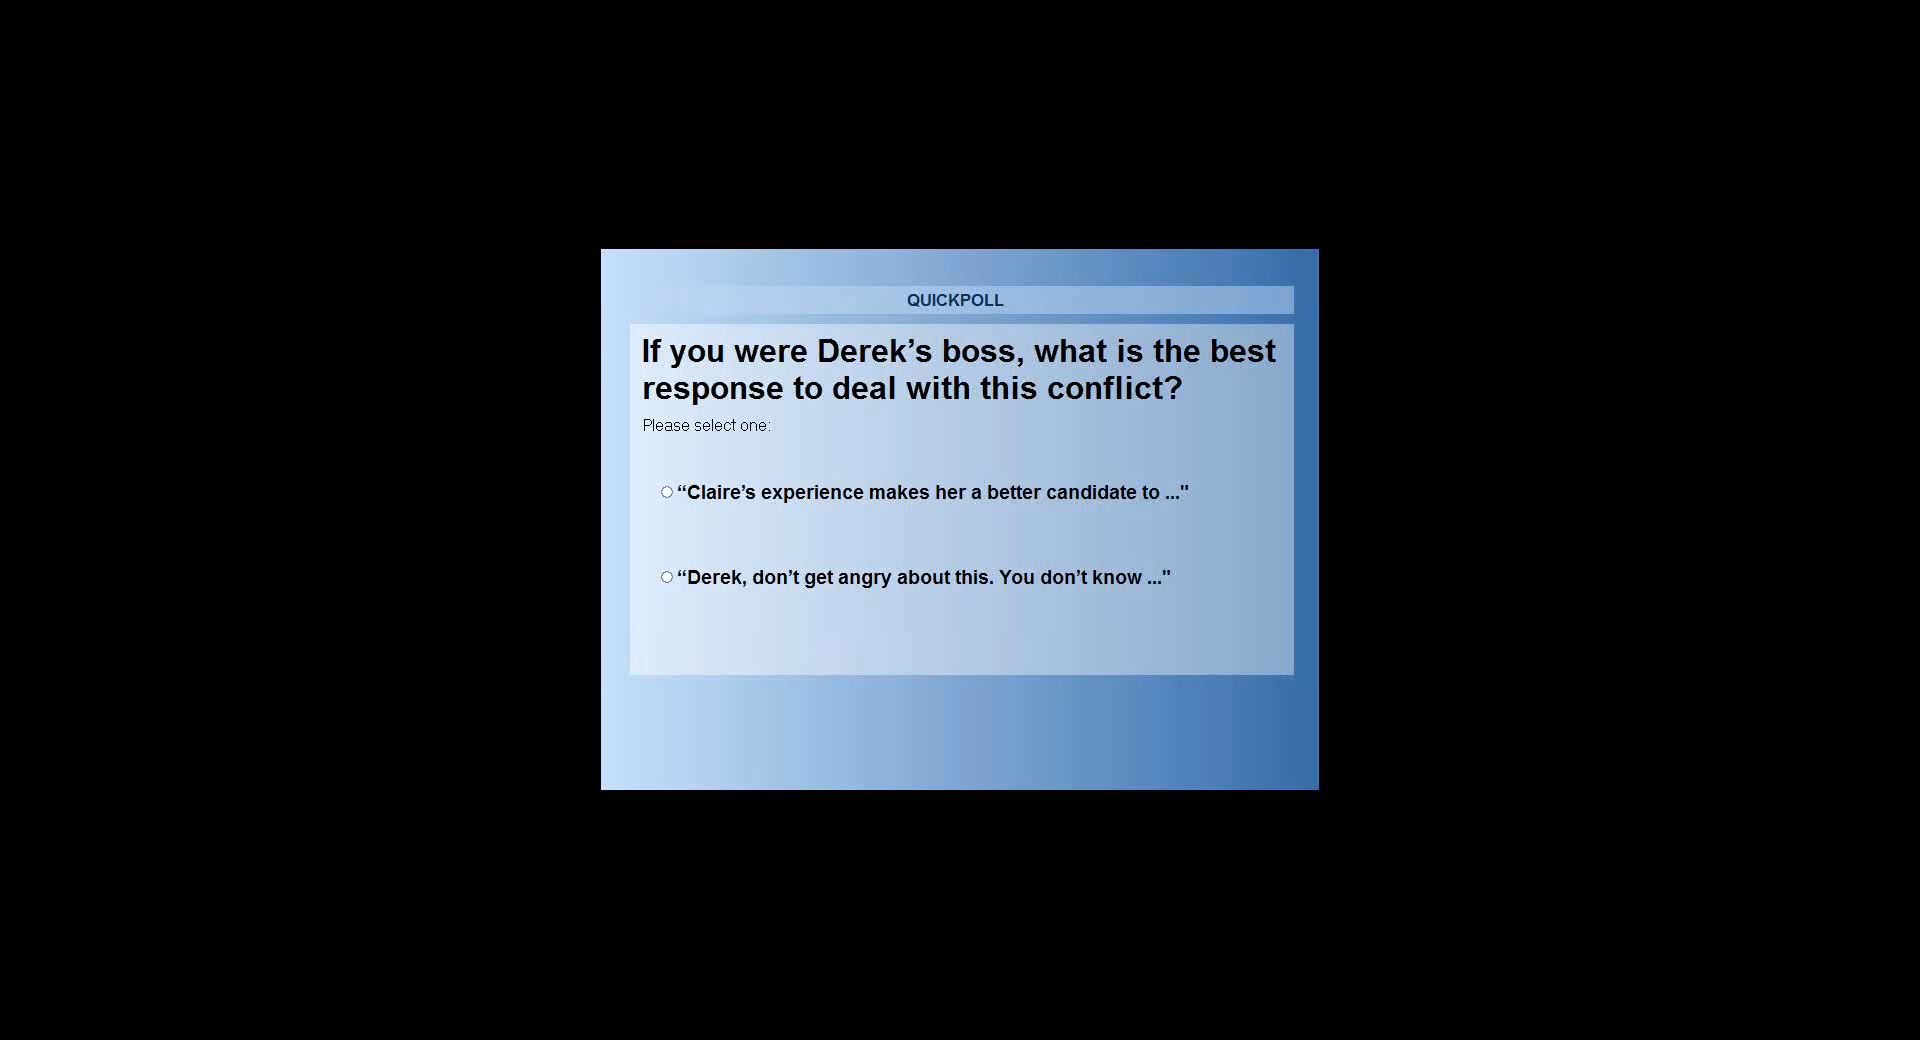 QUICKPOLL
If you were Derek’s boss, what is the best
response to deal with this conflict?
Please select one:
“Claire’s experience makes her a better candidate to ..."
“Derek, don’t get angry about this. You don’t know ..."